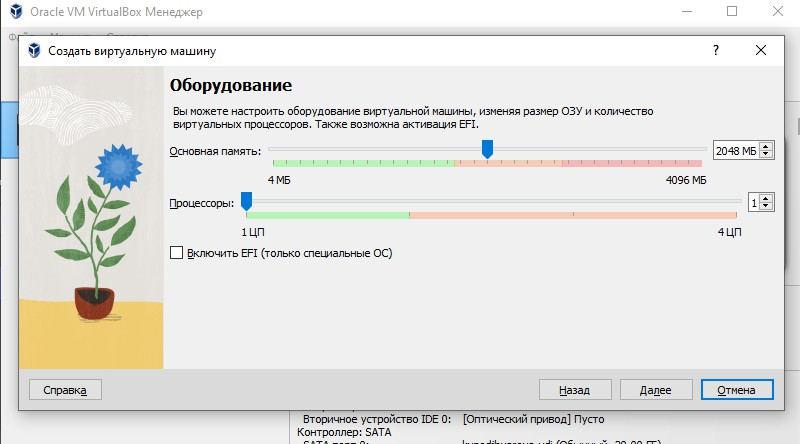 Oracle VM VirtualBox Менеджер
Создать виртуальную машину
Оборудование
Вы можете настроить оборудование виртуальной машины, изменяя размер ОЗУ и количество
виртуальных процессоров. Также возможна активация EFI.
Основная память:
2048 МБ
4 МБ
4096 МБ
Процессоры:
1
1 ЦП
4 ЦП
Включить EFI (только специальные ОС)
Справка
Назад
Далее
Отмена
Вторичное устройство IDE 0: [Оптический привод] Пусто
Контроллер: SATA